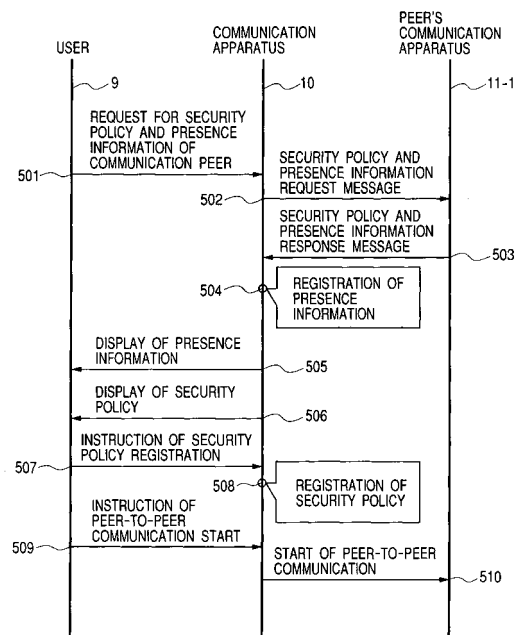 USER
COMMUNICATION
APPARATUS
PEER'S
COMMUNICATION
APPARATUS
9
10
11-1
REQUEST FOR SECURITY
POLICY AND PRESENCE
INFORMATION OF
COMMUNICATION PEER
501
SECURITY POLICY AND
PRESENCE INFORMATION
REQUEST MESSAGE
502
SECURITY POLICY AND
PRESENCE INFORMATION
RESPONSE MESSAGE
503
504
REGISTRATION OF
PRESENCE
INFORMATION
DISPLAY OF PRESENCE
INFORMATION
505
DISPLAY OF SECURITY
POLICY
506
INSTRUCTION OF SECURITY
POLICY REGISTRATION
507
508
REGISTRATION OF
SECURITY POLICY
INSTRUCTION OF
PEER-TO-PEER
COMMUNICATION START
509
START OF PEER-TO-PEER
COMMUNICATION
510